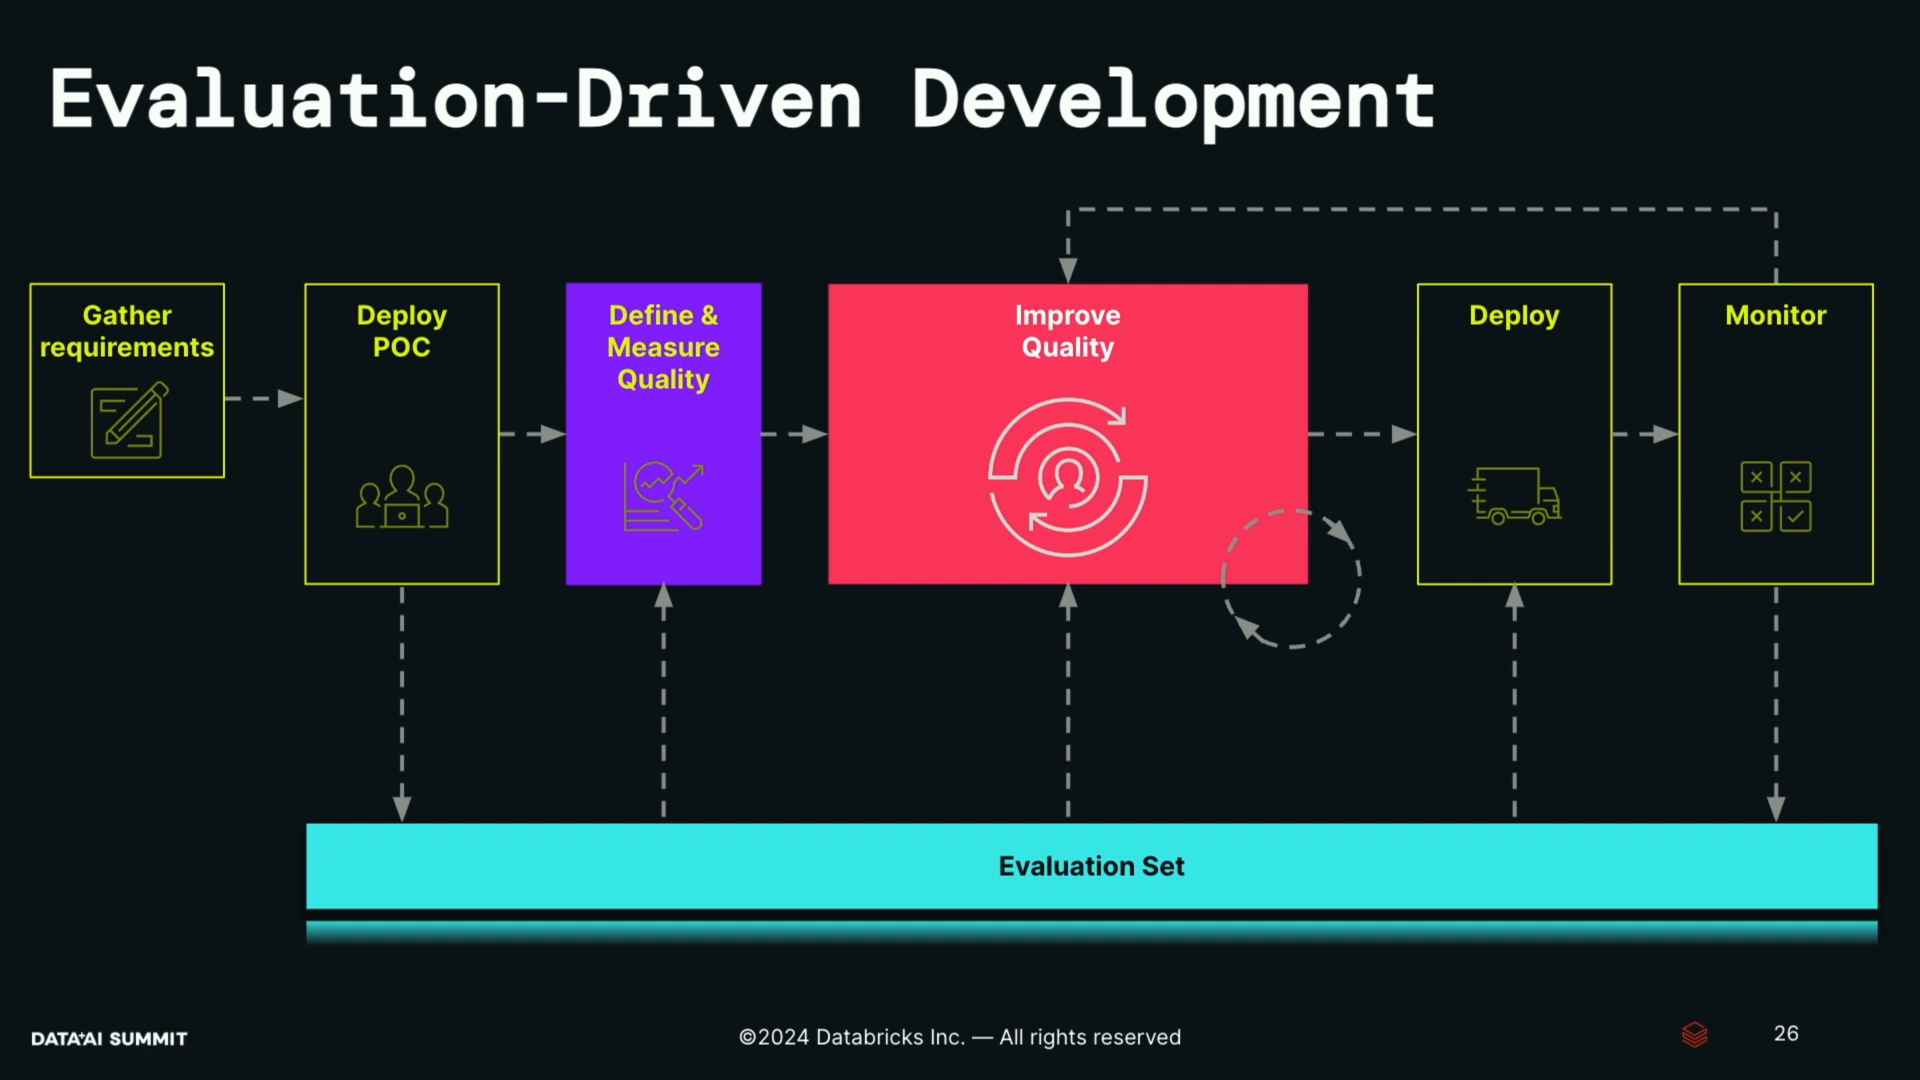 Evaluation-Driven Development
Gather
requirements
Deploy
POC
Define &
Measure
Quality
Improve
Quality
Deploy
Monitor
Evaluation Set
DATA+AI SUMMIT
©2024 Databricks Inc. — All rights reserved
26